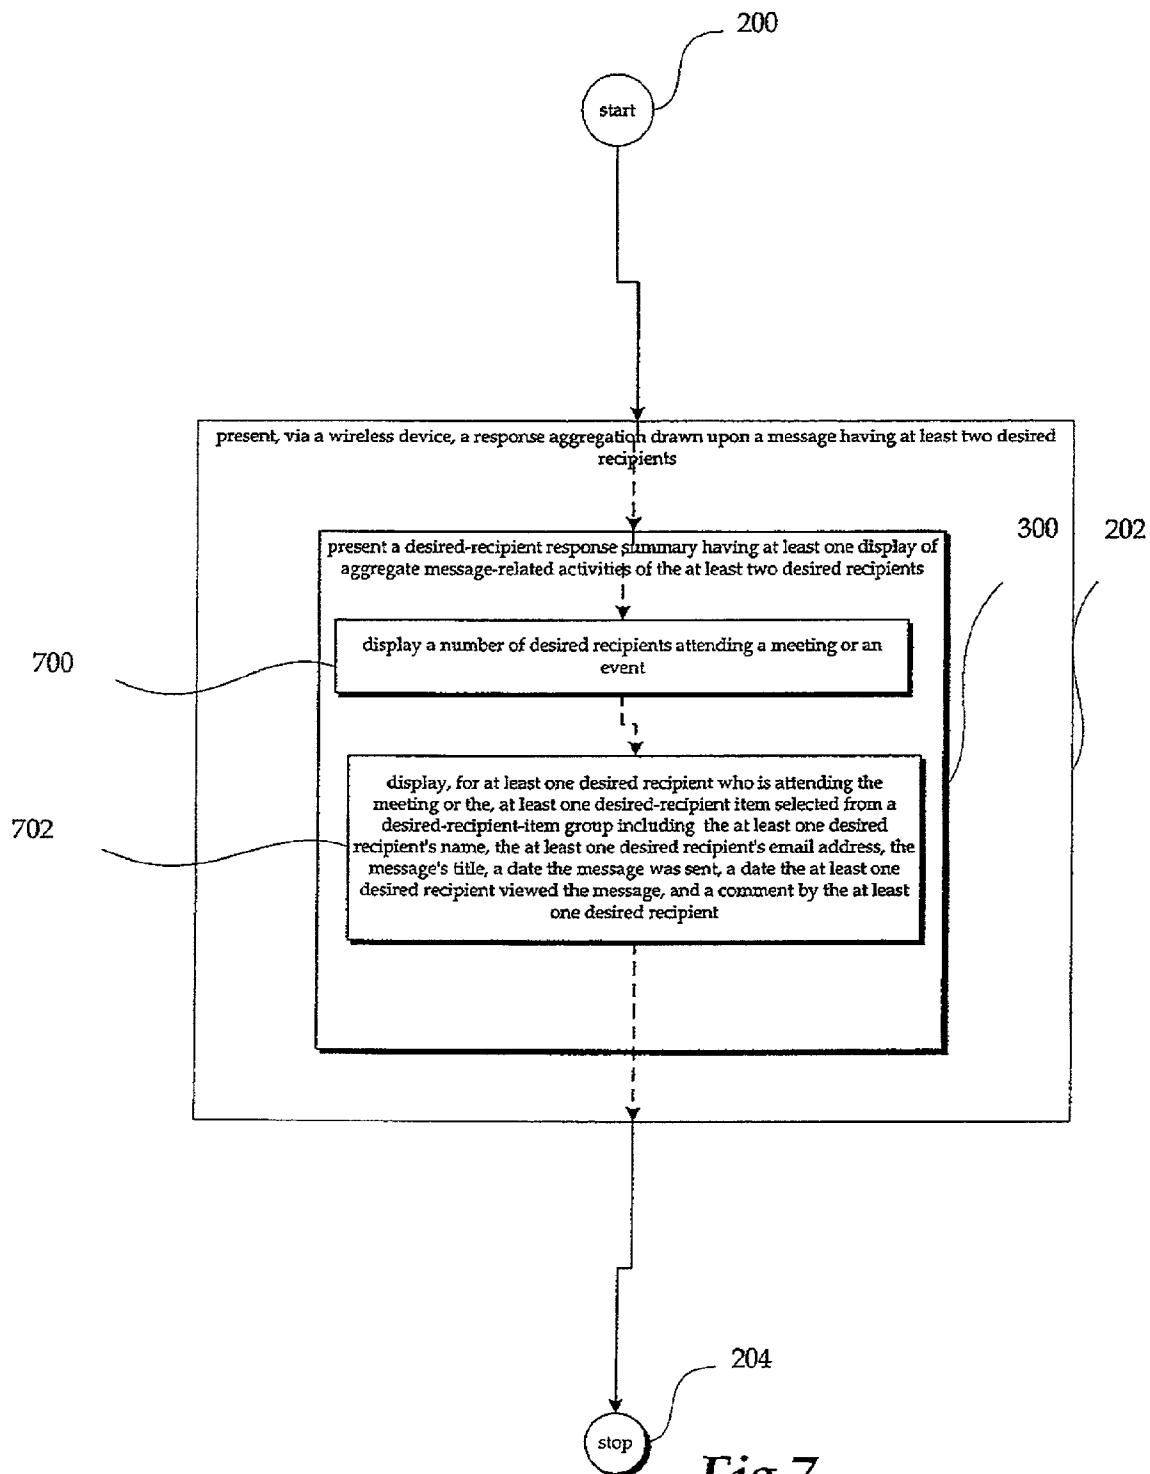 200
start
present, via a wireless device, a response aggregation drawn upon a message having at least two desired
recipients
300
202
present a desired-recipient response summary having at least one display of
aggregate message-related activities of the at least two desired recipients
display a number of desired recipients attending a meeting or an
event
700
display, for at least one desired recipient who is attending the
meeting or the, at least one desired-recipient item selected from a
desired-recipient-item group including the at least one desired
recipient's name, the at least one desired recipient's email address, the
message's title, a date the message was sent, a date the at least one
desired recipient viewed the message, and a comment by the at least
one desired recipient
702
204
stop
Fig 7